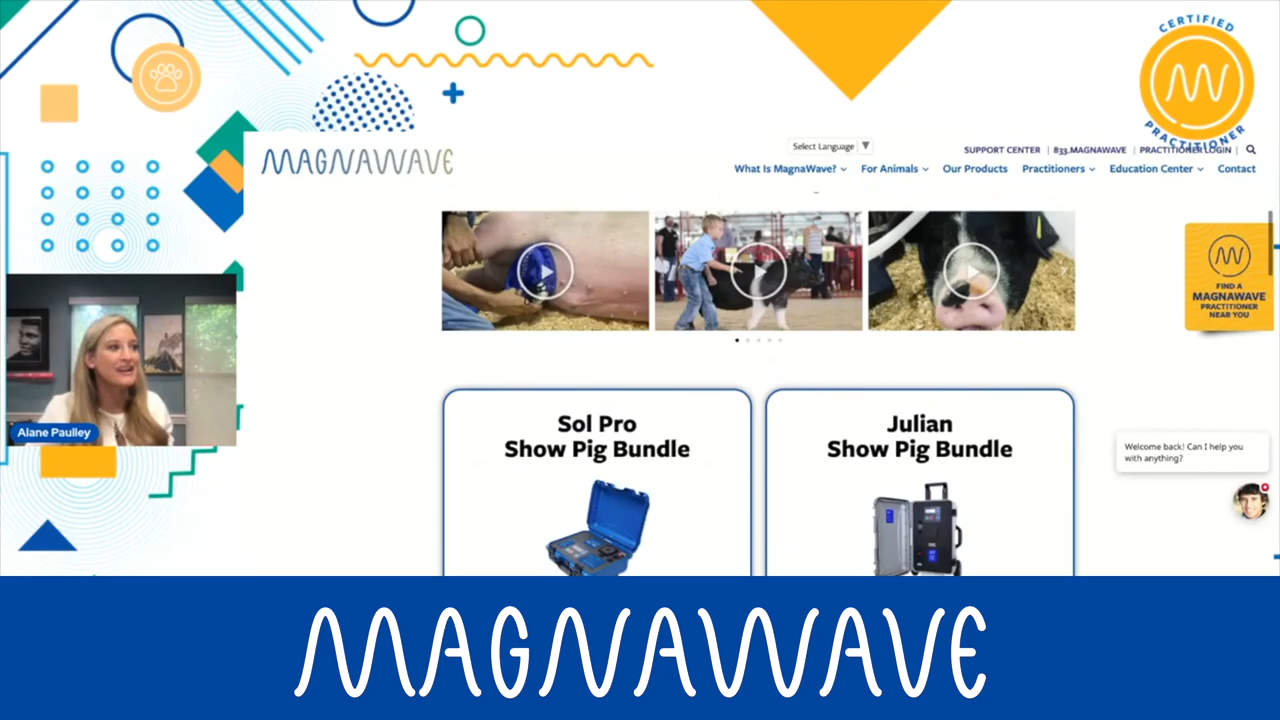 CERTIFIED
PRACTITIONER
MAGNAWAVE
Select Language
SUPPORT CENTER | 833.MAGNAWAVE | PRACTITIONER LOGIN |
What Is MagnaWave? For Animals Our Products Practitioners Education Center Contact
FIND A
MAGNAWAVE
PRACTITIONER
NEAR YOU
Alane Paulley
Sol Pro
Show Pig Bundle
Julian
Show Pig Bundle
Welcome back! Can I help you
with anything?
MAGNAWAVE